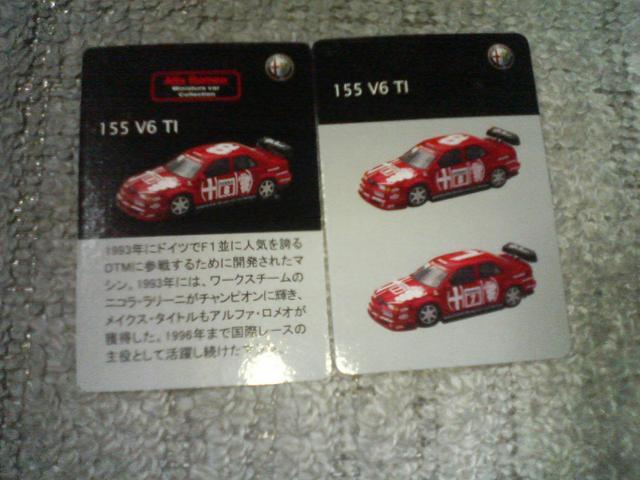 Alfa Romeo
Miniature car
Collection
155 V6 TI
1993年にドイツでF1並に人気を誇る
DTMに参戦するために開発されたマ
シン。1993年には、ワークスチームの
ニコラ・ラリーニがチャンピオンに輝き、
メイクス・タイトルもアルファ・ロメオが
獲得した。1996年まで国際レースの
主役として活躍し続けた
155 V6 TI
8
8
7